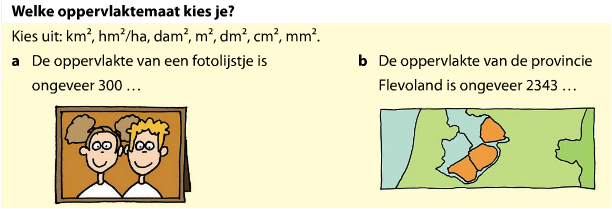 Welke oppervlaktemaat kies je?
Kies uit: km², hm²/ha, dam², m², dm², cm², mm².
a De oppervlakte van een fotolijstje is
ongeveer 300 …
b De oppervlakte van de provincie
Flevoland is ongeveer 2343 …